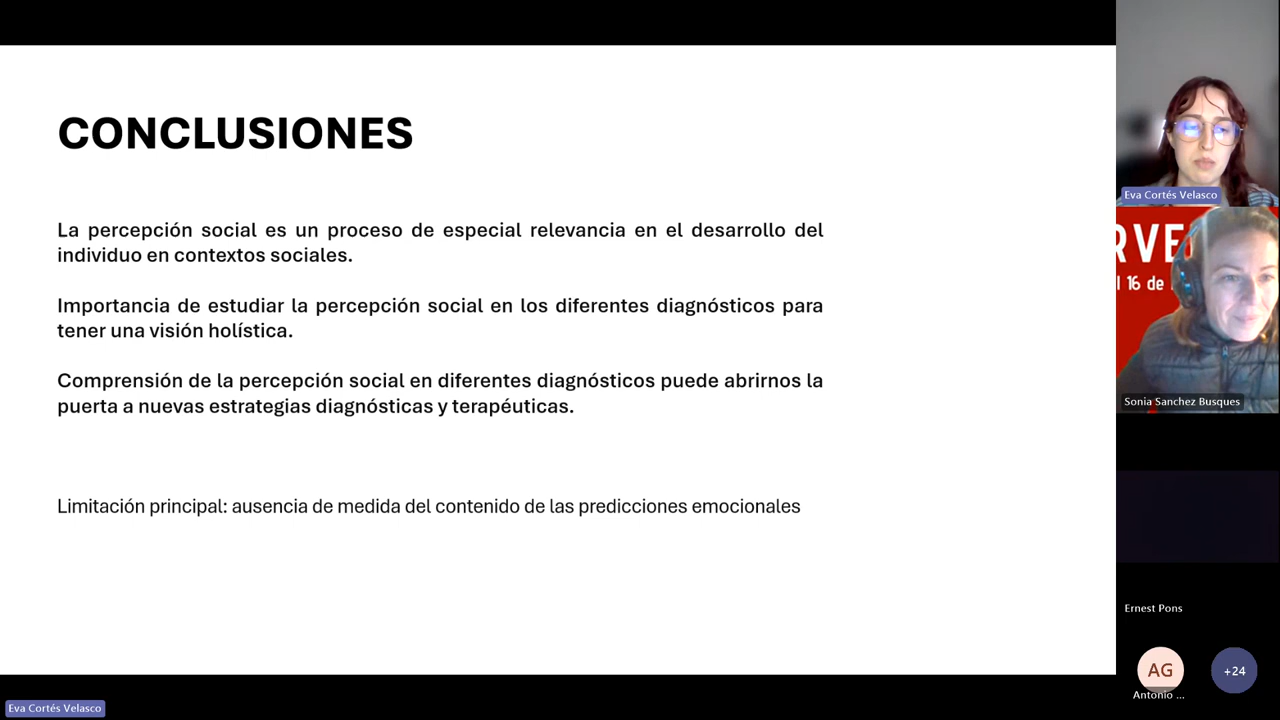 CONCLUSIONES
La percepción social es un proceso de especial relevancia en el desarrollo del
individuo en contextos sociales.
Importancia de estudiar la percepción social en los diferentes diagnósticos para
tener una visión holística.
Comprensión de la percepción social en diferentes diagnósticos puede abrirnos la
puerta a nuevas estrategias diagnósticas y terapéuticas.
Limitación principal: ausencia de medida del contenido de las predicciones emocionales
Eva Cortés Velasco
Eva Cortés Velasco
RVE
l 16 de
Sonia Sanchez Busques
Ernest Pons
AG
+24
Antonio ...